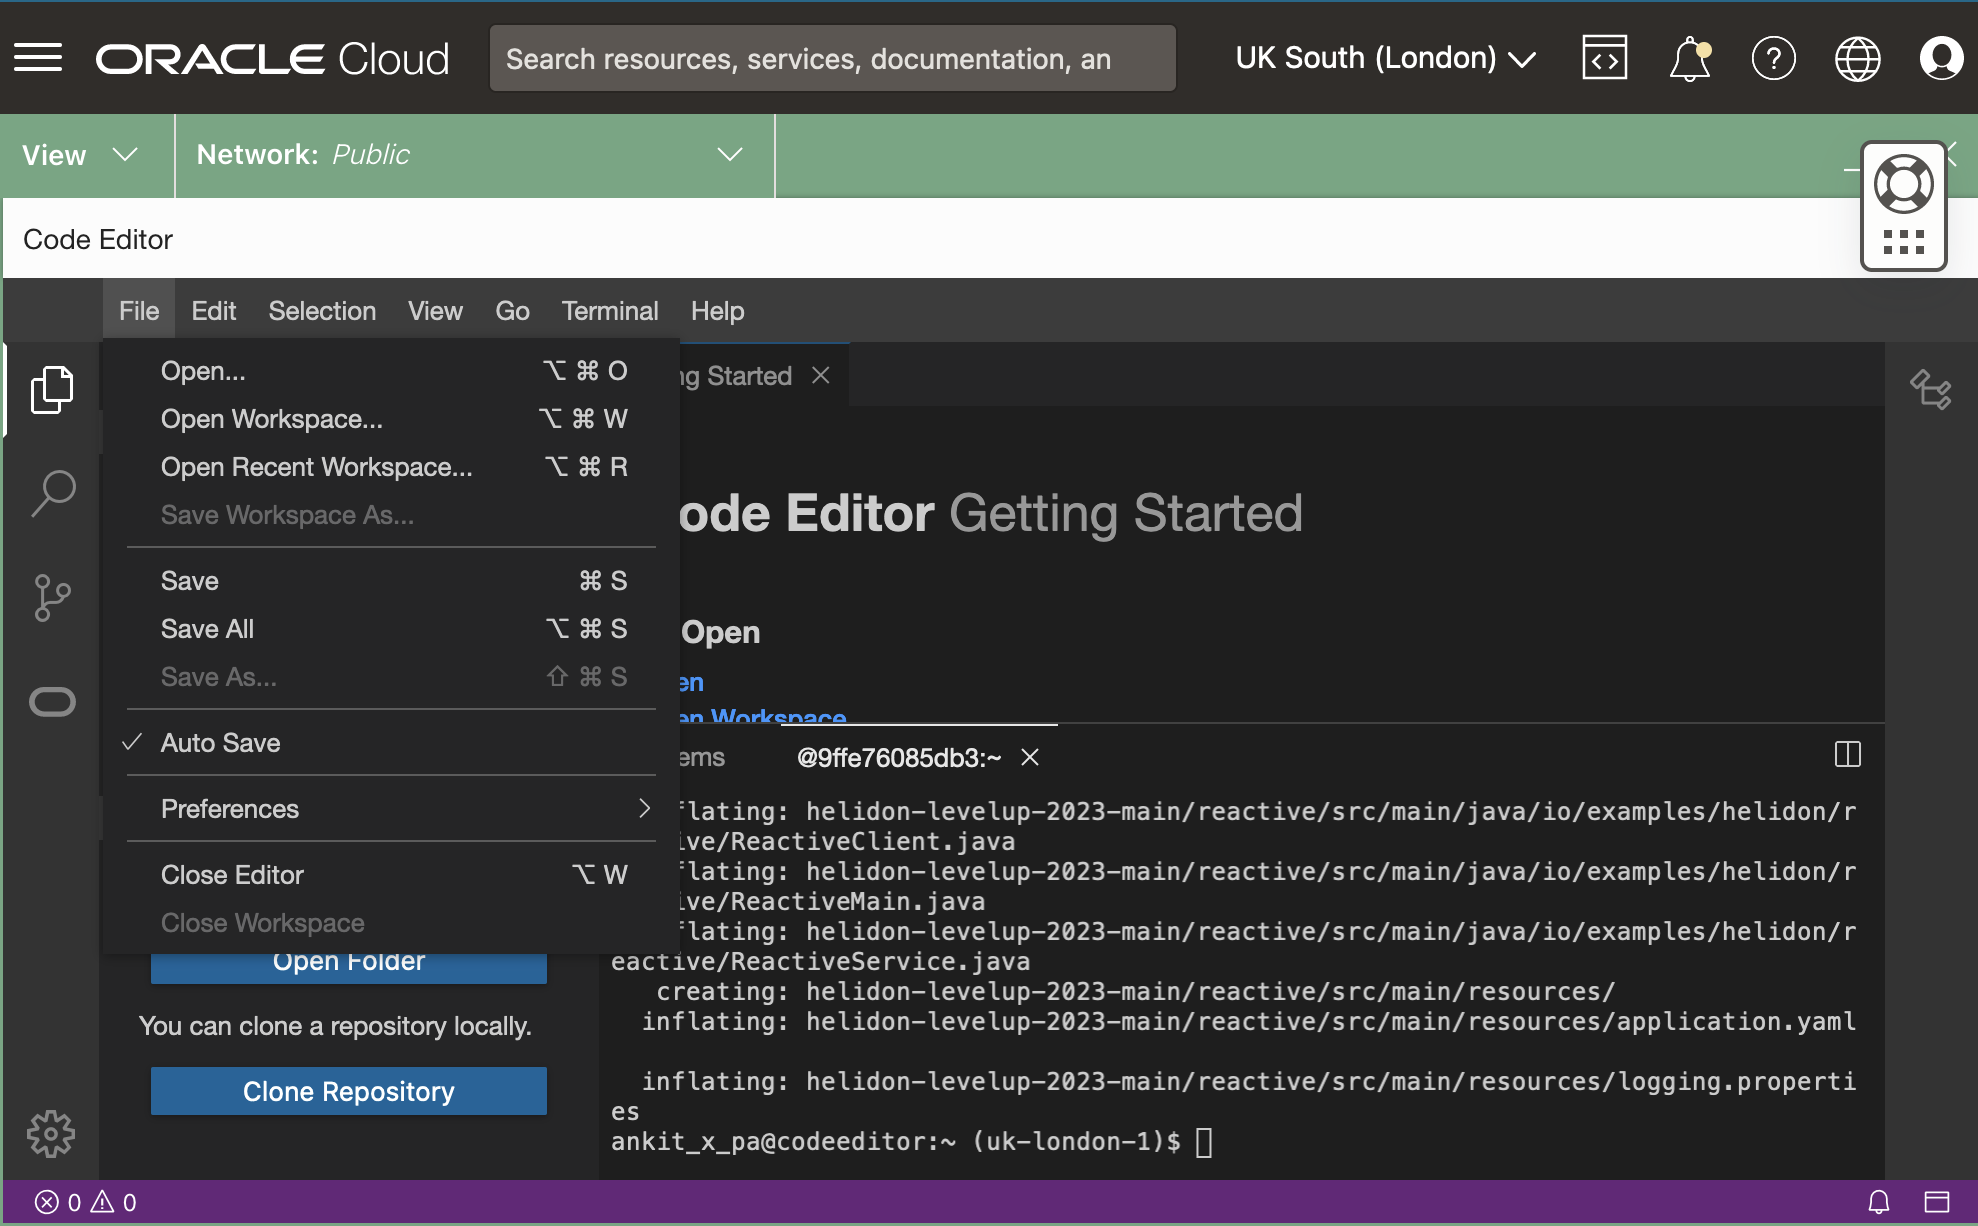 ORACLE Cloud
Search resources, services, documentation, an
UK South (London)
View
Network: Public
Code Editor
File Edit Selection View Go Terminal Help
Open... ⌥ ⌘ O
Open Workspace... ⌥ ⌘ W
Open Recent Workspace... ⌥ ⌘ R
Save Workspace As...
Save ⌘ S
Save All ⌥ ⌘ S
Save As... ⇧ ⌘ S
Auto Save
Preferences
Close Editor ⌥ W
Close Workspace
ng Started
ode Editor Getting Started
Open
en
en Workspace
ems
@9ffe76085db3:~
flating: helidon-levelup-2023-main/reactive/src/main/java/io/examples/helidon/r
ive/ReactiveClient.java
flating: helidon-levelup-2023-main/reactive/src/main/java/io/examples/helidon/r
ive/ReactiveMain.java
flating: helidon-levelup-2023-main/reactive/src/main/java/io/examples/helidon/r
eactive/ReactiveService.java
creating: helidon-levelup-2023-main/reactive/src/main/resources/
inflating: helidon-levelup-2023-main/reactive/src/main/resources/application.yaml
inflating: helidon-levelup-2023-main/reactive/src/main/resources/logging.properti
es
ankit_x_pa@codeeditor:~ (uk-london-1)$
Open Folder
You can clone a repository locally.
Clone Repository
0 0